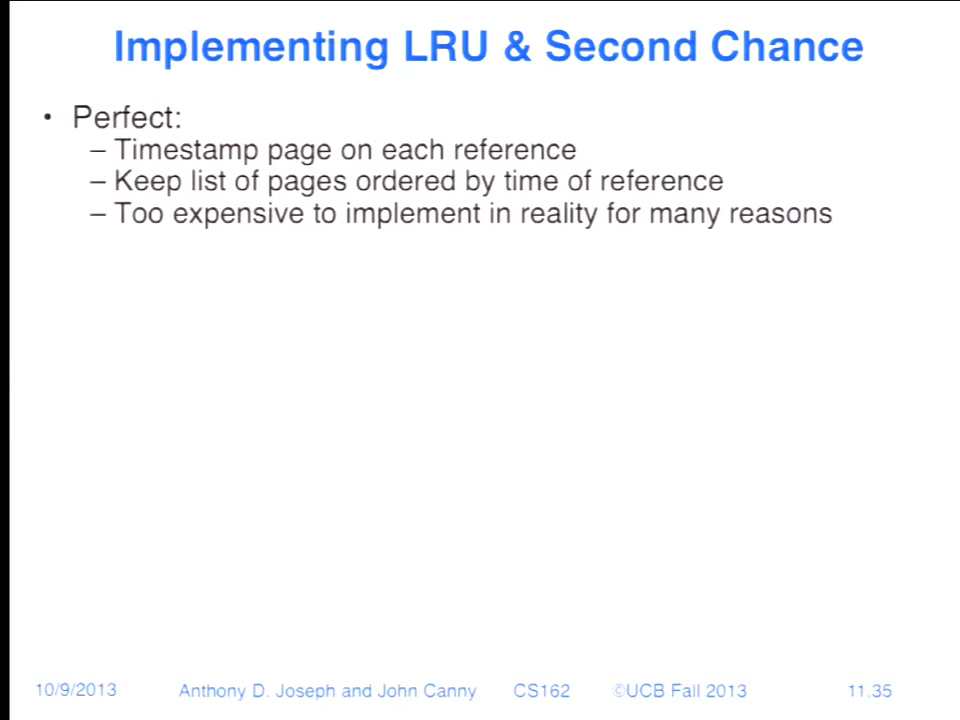 Implementing LRU & Second Chance
• Perfect:
– Timestamp page on each reference
– Keep list of pages ordered by time of reference
– Too expensive to implement in reality for many reasons
10/9/2013 Anthony D. Joseph and John Canny CS162 ©UCB Fall 2013 11.35